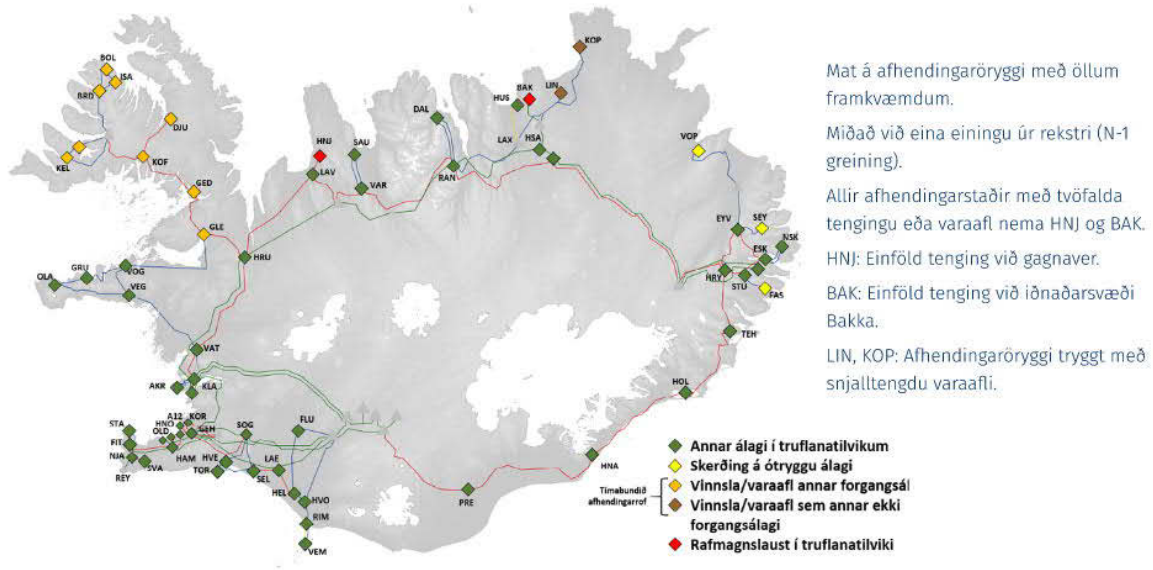 KOP
BOL
ISA
BRD
BAK
LIN
HUS
DAL
DJU
LAX
VOP
HNJ
SAU
HSA
KOF
KEL
LAV
RAN
GED
VAR
SEY
EYV
NSK
GLE
ESK
HRU
HRY
GRU
VOG
OLA
STU
FAS
VEG
TEH
VAT
AKR
KLA
HOL
A12
KOR
STA
HNO
SOG
FLU
OLD
GEH
FIT
NJA
HAM
HVE
LAE
REY
SVA
TOR
SEL
HNA
HEL
HVO
PRE
RIM
VEM
Mat á afhendingaröryggi með öllum
framkvæmdum.
Miðað við eina einingu úr rekstri (N-1
greining).
Allir afhendingarstaðir með tvöfalda
tengingu eða varaafl nema HNJ og BAK.
HNJ: Einföld tenging við gagnaver.
BAK: Einföld tenging við iðnaðarsvæði
Bakka.
LIN, KOP: Afhendingaröryggi tryggt með
snjalltengdu varaafli.
Annar álagi í truflanatilvikum
Skerðing á ótryggu álagi
Tímabundið
afhendingarrof
Vinnsla/varaafl annar forgangsál
Vinnsla/varaafl sem annar ekki
forgangsálagi
Rafmagnslaust í truflanatilviki